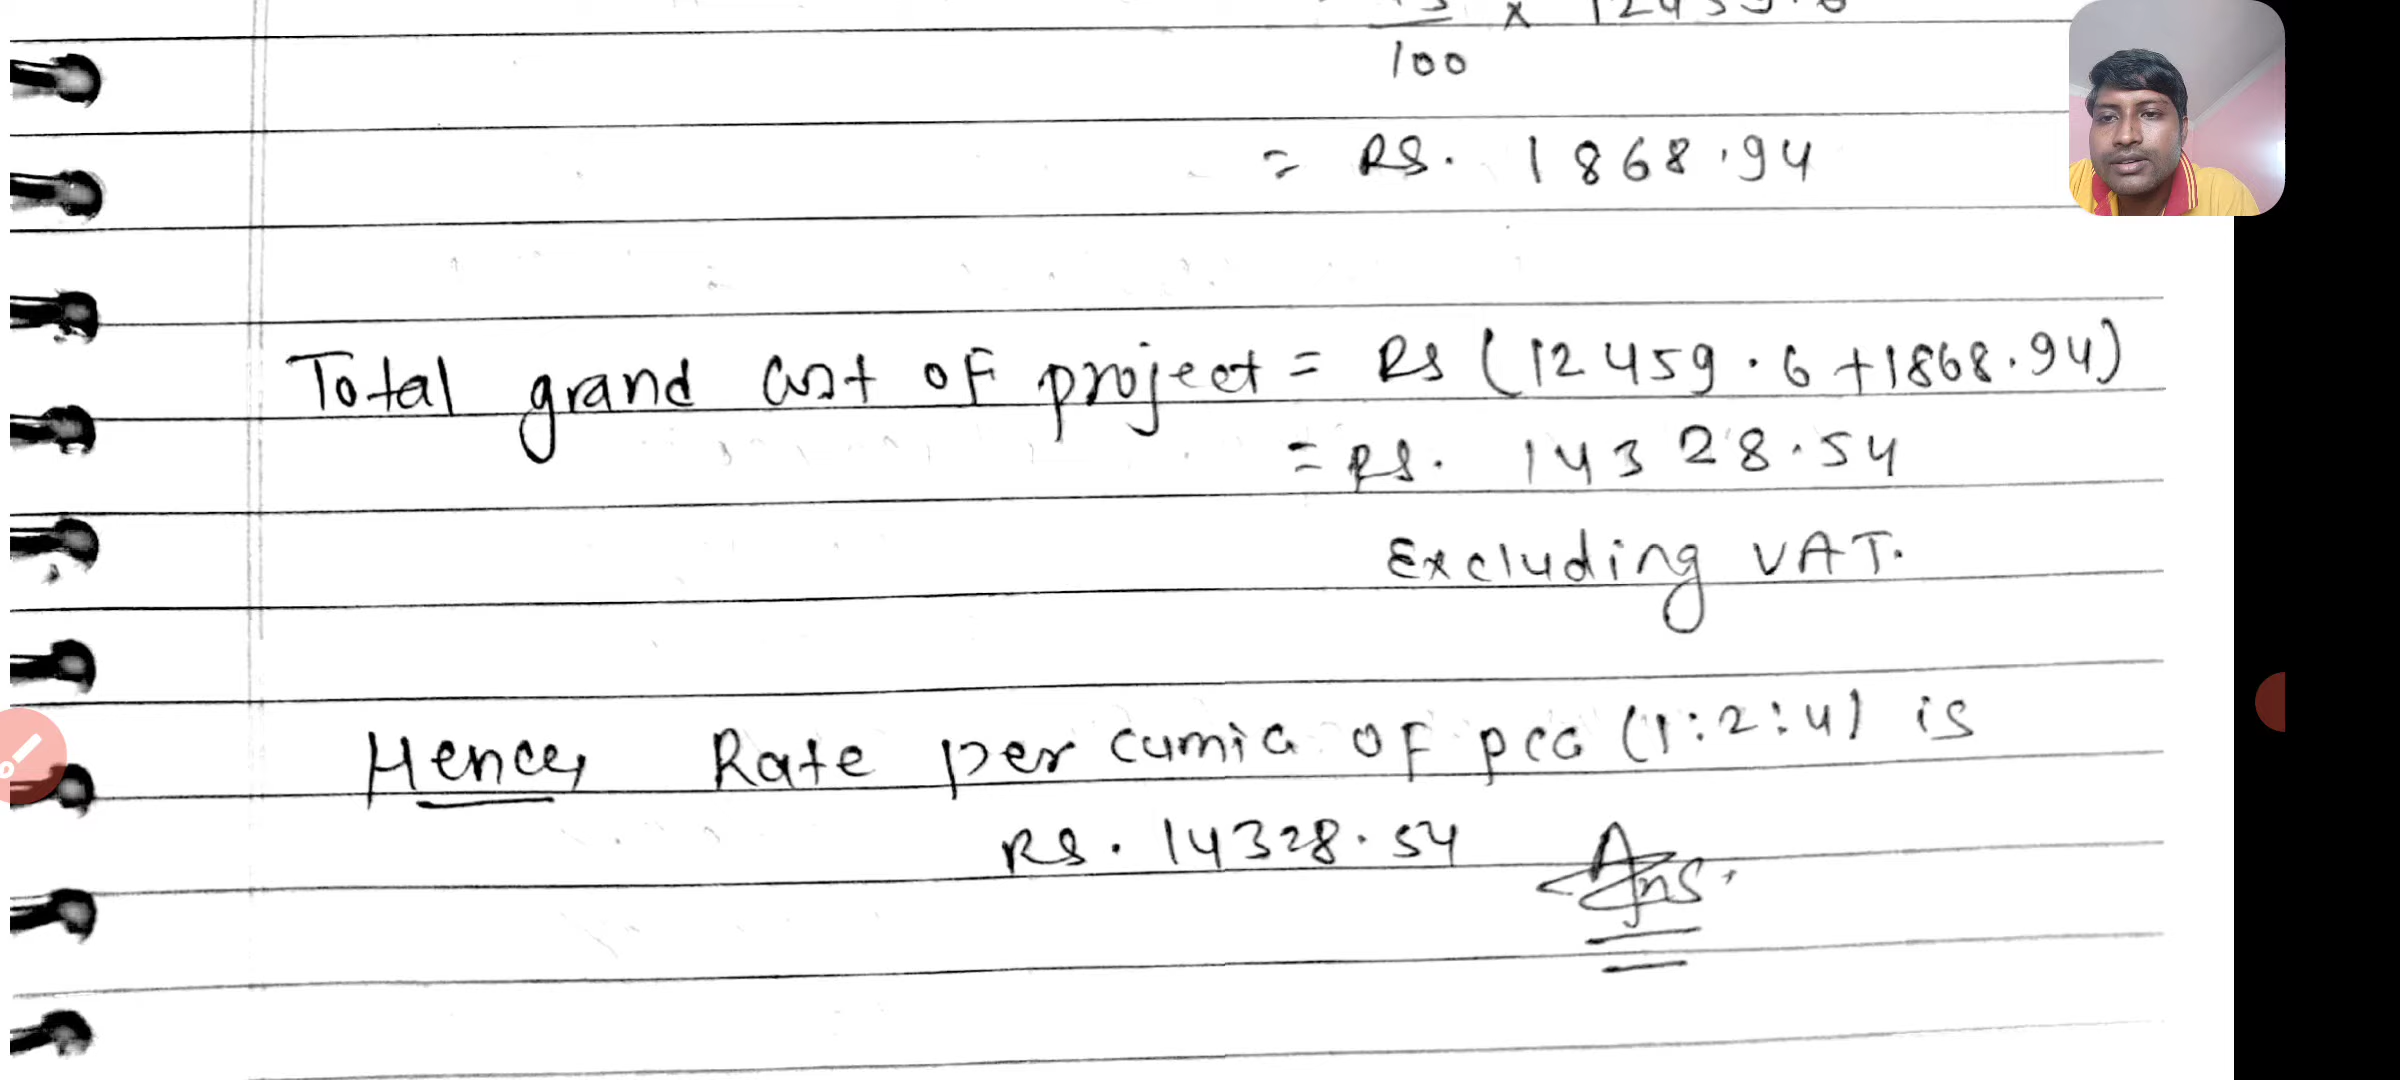 100
= RS. 1868.94
Total grand cost of project = RS (12459.6+1868.94)
= RS. 14328.54
Excluding VAT.
Hence, Rate per cumic of pcc (1:2:4) is
RS. 14328.54 Ans.